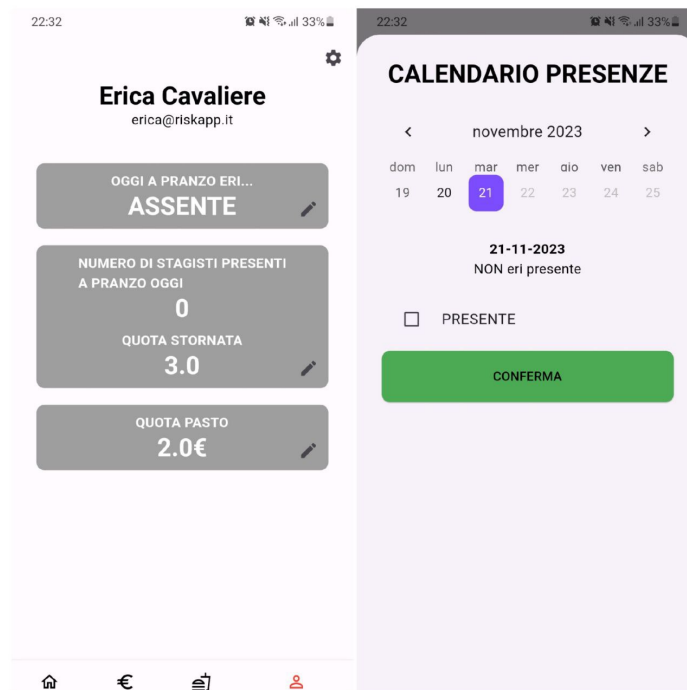 22:32
33%
Erica Cavaliere
erica@riskapp.it
OGGI A PRANZO ERI...
ASSENTE
NUMERO DI STAGISTI PRESENTI
A PRANZO OGGI
0
QUOTA STORNATA
3.0
QUOTA PASTO
2.0€
€
22:32
33%
CALENDARIO PRESENZE
novembre 2023
dom lun mar mer gio ven sab
19 20 21 22 23 24 25
21-11-2023
NON eri presente
PRESENTE
CONFERMA